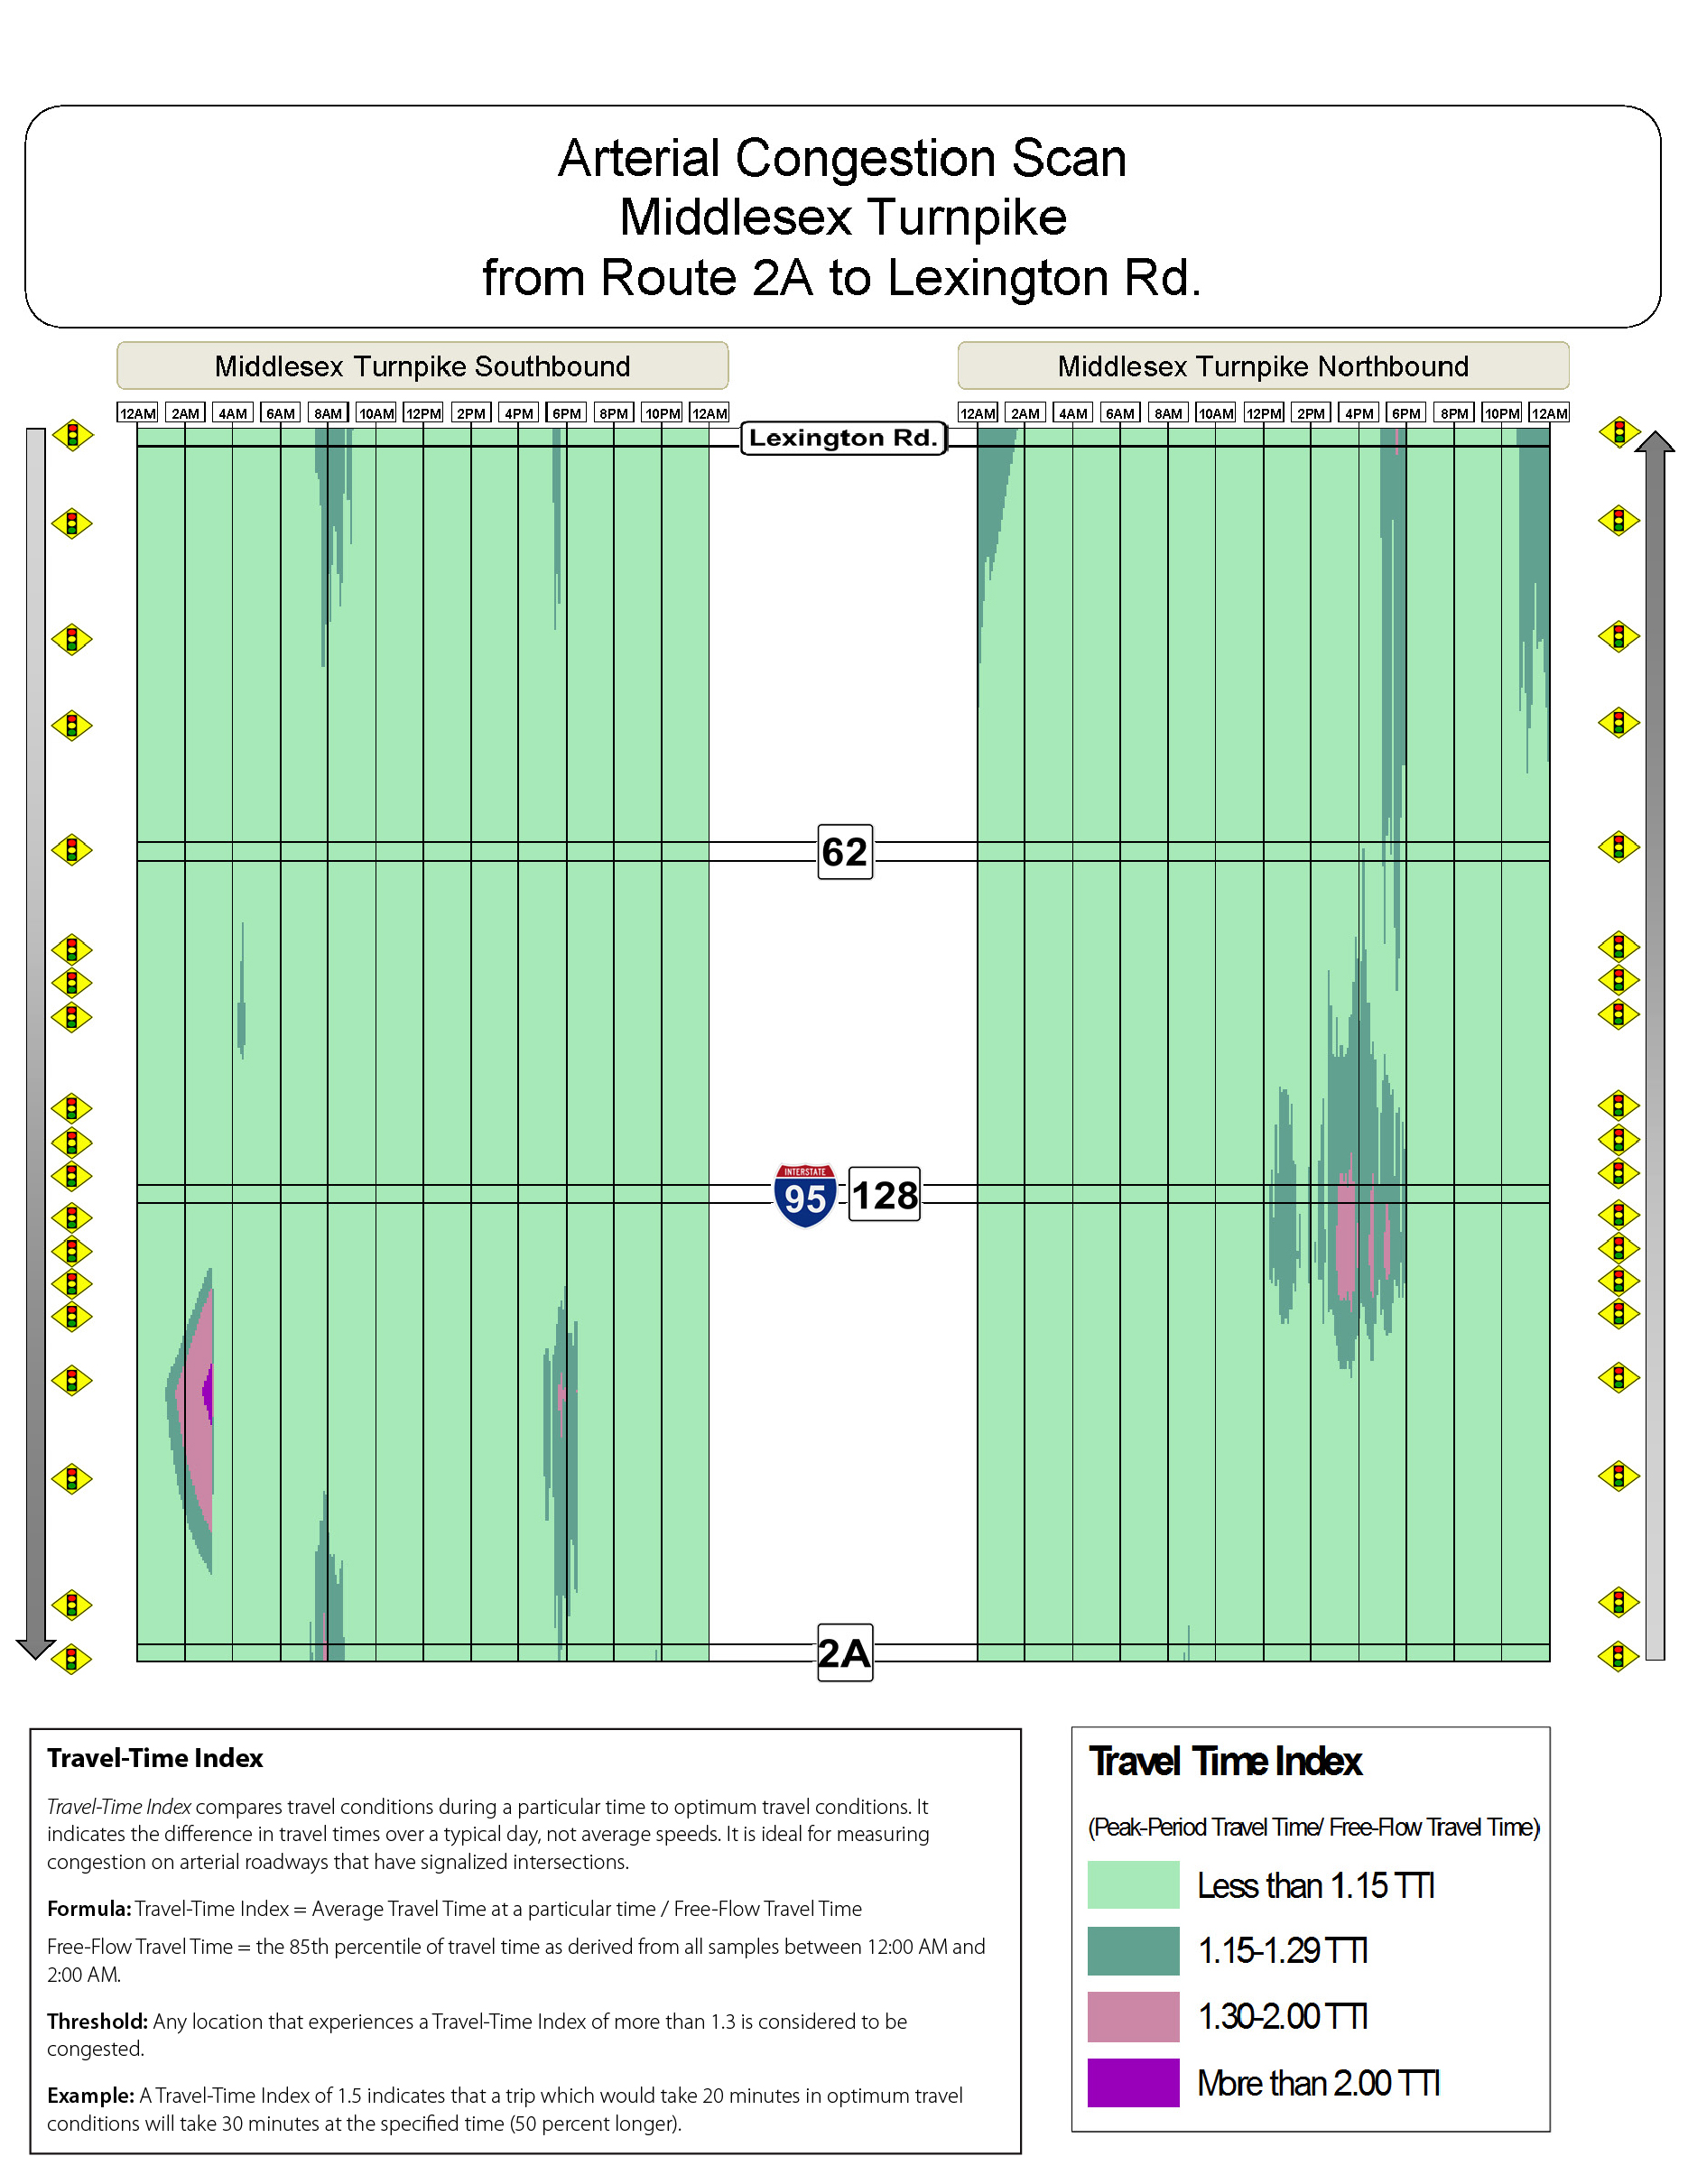 Arterial Congestion Scan
Middlesex Turnpike
from Route 2A to Lexington Rd.
Middlesex Turnpike Southbound
Middlesex Turnpike Northbound
12AM 2AM 4AM 6AM 8AM 10AM 12PM 2PM 4PM 6PM 8PM 10PM 12AM
12AM 2AM 4AM 6AM 8AM 10AM 12PM 2PM 4PM 6PM 8PM 10PM 12AM
Lexington Rd.
62
INTERSTATE
95 128
2A
Travel-Time Index
Travel-Time Index compares travel conditions during a particular time to optimum travel conditions. It
indicates the difference in travel times over a typical day, not average speeds. It is ideal for measuring
congestion on arterial roadways that have signalized intersections.
Formula: Travel-Time Index = Average Travel Time at a particular time / Free-Flow Travel Time
Free-Flow Travel Time = the 85th percentile of travel time as derived from all samples between 12:00 AM and
2:00 AM.
Threshold: Any location that experiences a Travel-Time Index of more than 1.3 is considered to be
congested.
Example: A Travel-Time Index of 1.5 indicates that a trip which would take 20 minutes in optimum travel
conditions will take 30 minutes at the specified time (50 percent longer).
Travel Time Index
(Peak-Period Travel Time/ Free-Flow Travel Time)
Less than 1.15 TTI
1.15-1.29 TTI
1.30-2.00 TTI
More than 2.00 TTI